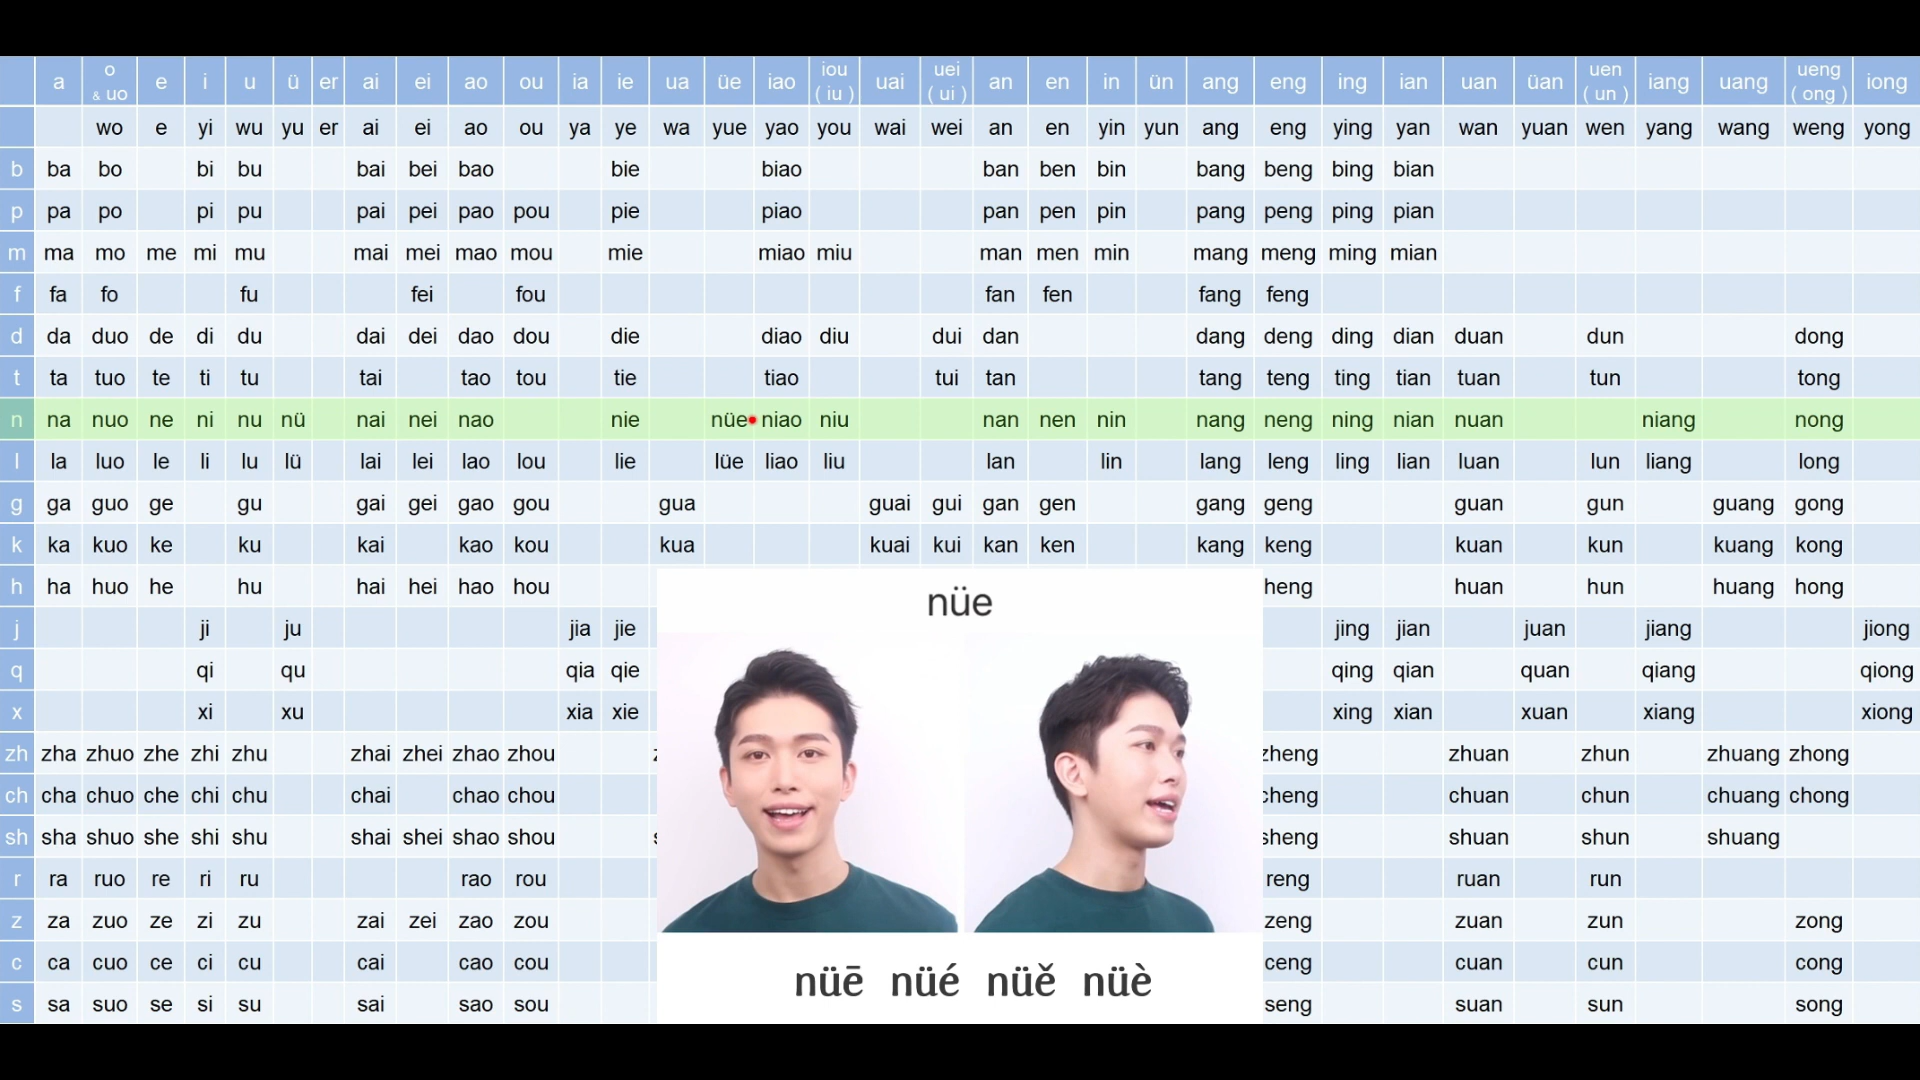 a o & uo e i u ü er ai ei ao ou ia ie ua üe iao iou ( iu ) uai uei ( ui ) an en in ün ang eng ing ian uan üan uen ( un ) iang uang ueng ( ong ) iong
wo e yi wu yu er ai ei ao ou ya ye wa yue yao you wai wei an en yin yun ang eng ying yan wan yuan wen yang wang weng yong
b ba bo bi bu bai bei bao bie biao ban ben bin bang beng bing bian
p pa po pi pu pai pei pao pou pie piao pan pen pin pang peng ping pian
m ma mo me mi mu mai mei mao mou mie miao miu man men min mang meng ming mian
f fa fo fu fei fou fan fen fang feng
d da duo de di du dai dei dao dou die diao diu dui dan dang deng ding dian duan dun dong
t ta tuo te ti tu tai tao tou tie tiao tui tan tang teng ting tian tuan tun tong
n na nuo ne ni nu nü nai nei nao nie nüe niao niu nan nen nin nang neng ning nian nuan niang nong
l la luo le li lu lü lai lei lao lou lie lüe liao liu lan lin lang leng ling lian luan lun liang long
g ga guo ge gu gai gei gao gou gua guai gui gan gen gang geng guan gun guang gong
k ka kuo ke ku kai kao kou kua kuai kui kan ken kang keng kuan kun kuang kong
h ha huo he hu hai hei hao hou heng huan hun huang hong
j ji ju jia jie jing jian juan jiang jiong
q qi qu qia qie qing qian quan qiang qiong
x xi xu xia xie xing xian xuan xiang xiong
zh zha zhuo zhe zhi zhu zhai zhei zhao zhou zheng zhuan zhun zhuang zhong
ch cha chuo che chi chu chai chao chou cheng chuan chun chuang chong
sh sha shuo she shi shu shai shei shao shou sheng shuan shun shuang
r ra ruo re ri ru rao rou reng ruan run
z za zuo ze zi zu zai zei zao zou zeng zuan zun zong
c ca cuo ce ci cu cai cao cou ceng cuan cun cong
s sa suo se si su sai sao sou seng suan sun song
nüe
nüē nüé nüě nüè